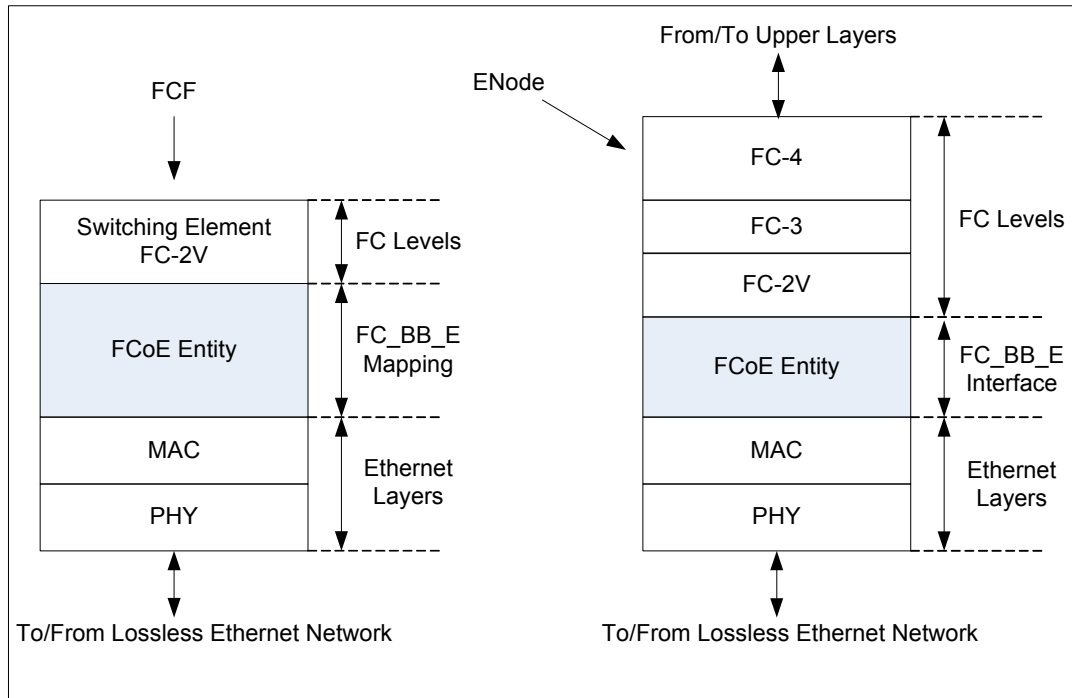 FCF
Switching Element
FC-2V
FC Levels
FCoE Entity
FC_BB_E
Mapping
MAC
Ethernet
Layers
PHY
To/From Lossless Ethernet Network
From/To Upper Layers
ENode
FC-4
FC-3
FC Levels
FC-2V
FCoE Entity
FC_BB_E
Interface
MAC
Ethernet
Layers
PHY
To/From Lossless Ethernet Network